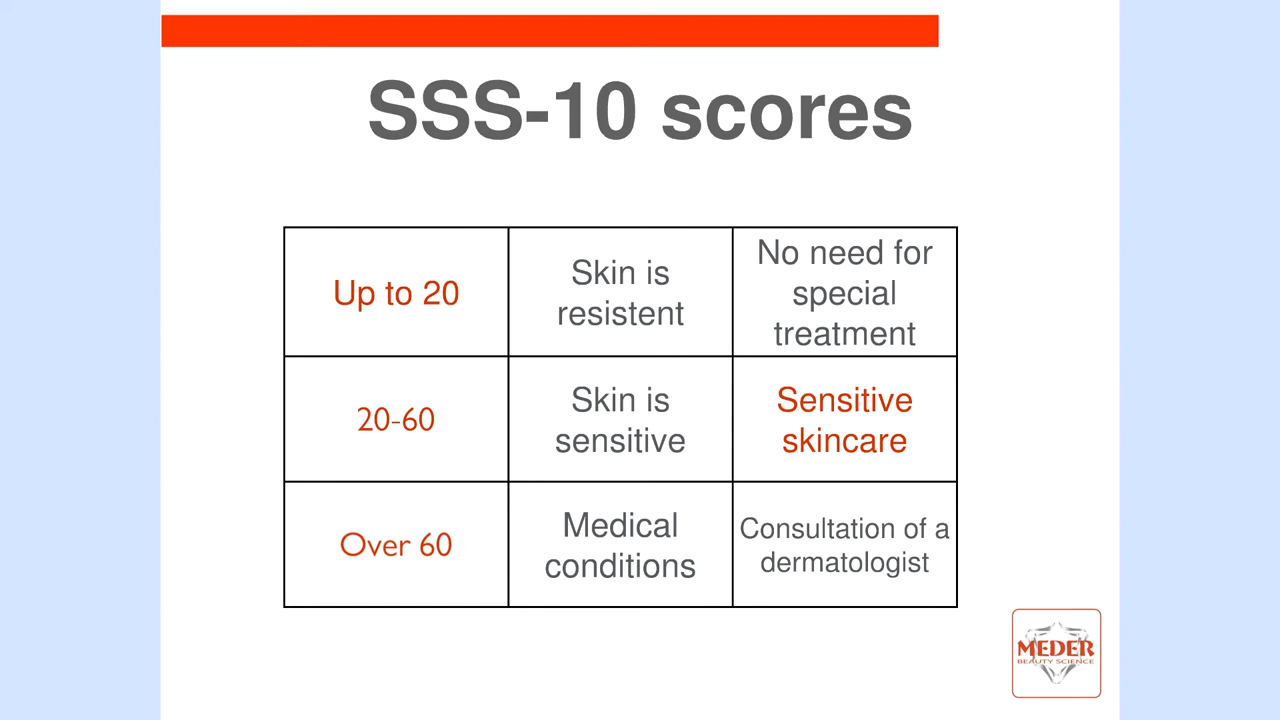 SSS-10 scores
Up to 20
Skin is
resistent
No need for
special
treatment
20-60
Skin is
sensitive
Sensitive
skincare
Over 60
Medical
conditions
Consultation of a
dermatologist
MEDER
BEAUTY SCIENCE